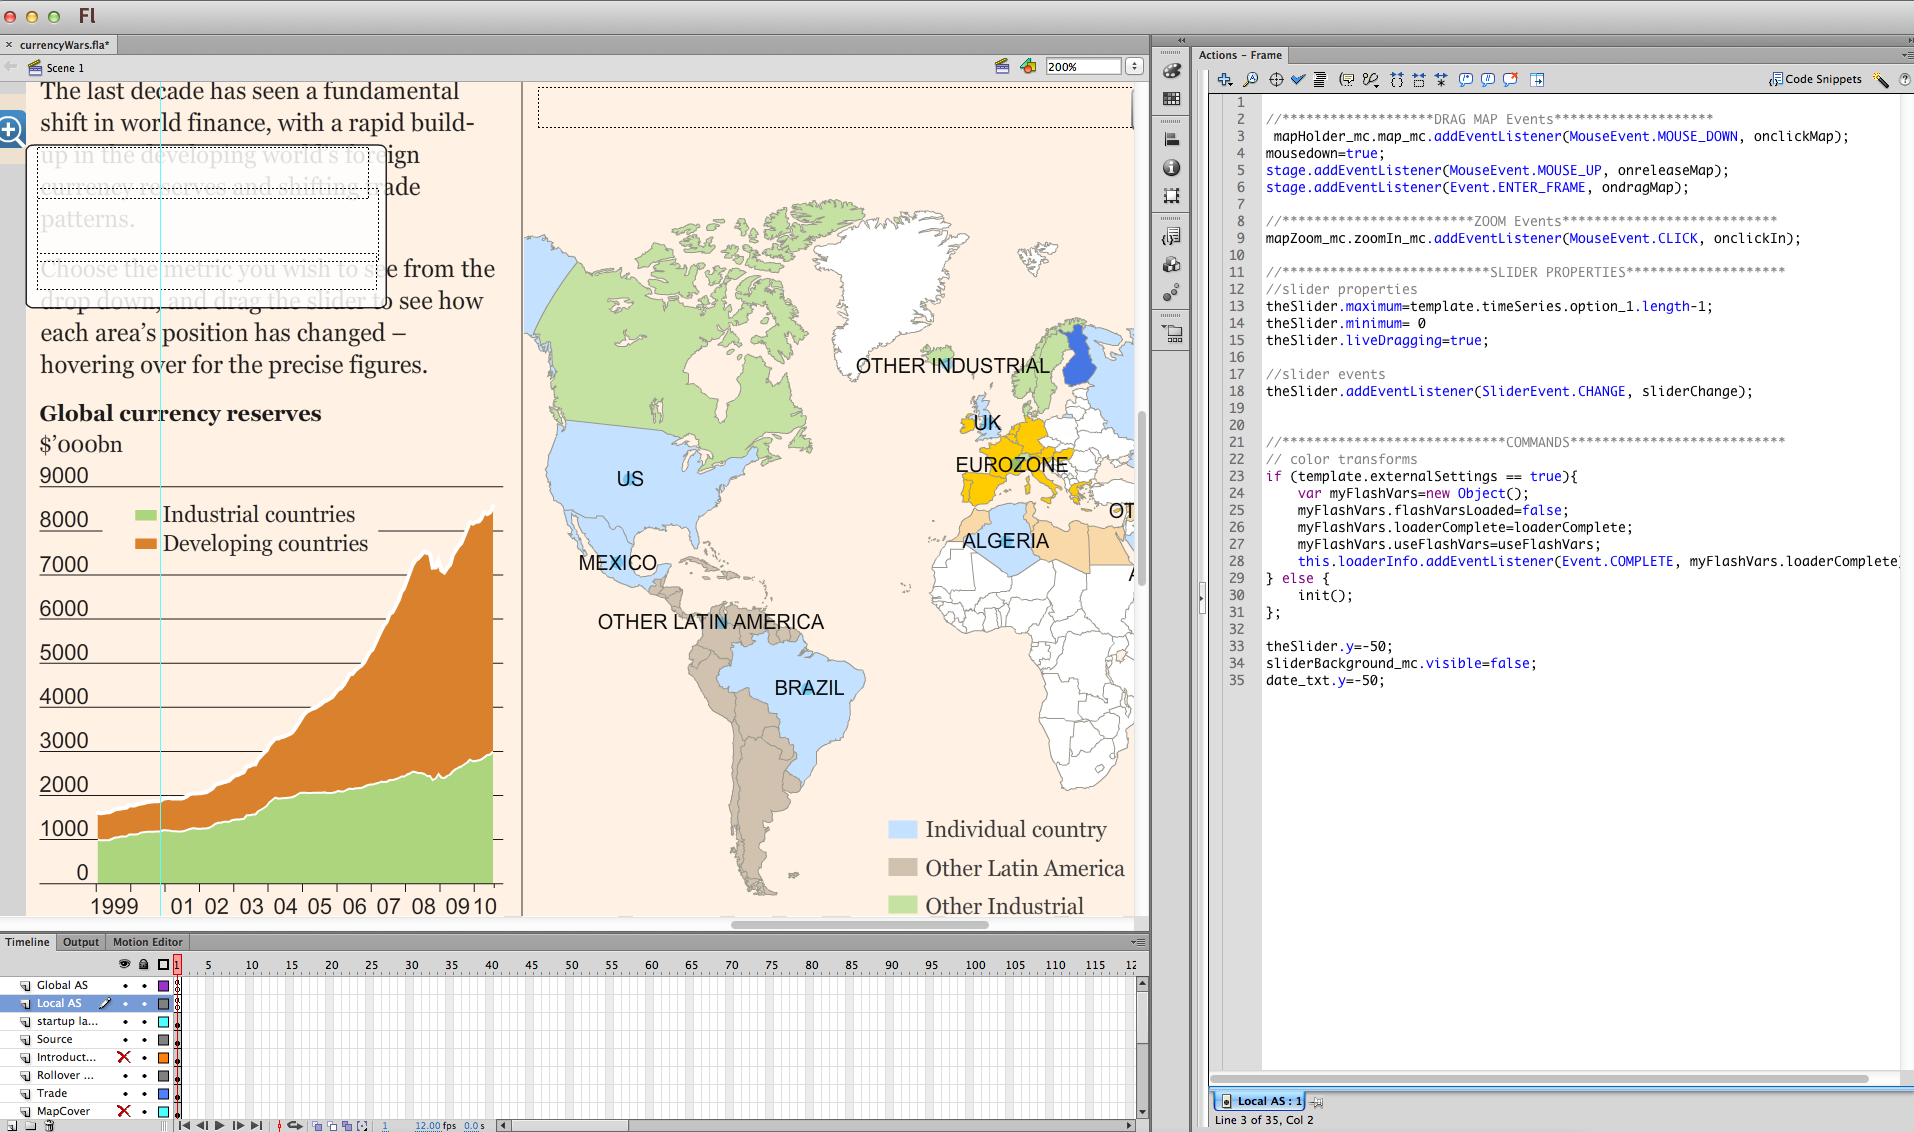 Fl
currencyWars.fla*
Scene 1
200%
The last decade has seen a fundamental
shift in world finance, with a rapid build-
up in the developing world's foreign
currency reserves and shifting trade
patterns.
Choose the metric you wish to see from the
drop down, and drag the slider to see how
each area's position has changed –
hovering over for the precise figures.
Global currency reserves
$'000bn
9000
8000
7000
6000
5000
4000
3000
2000
1000
0
Industrial countries
Developing countries
1999 01 02 03 04 05 06 07 08 09 10
OTHER INDUSTRIAL
UK
EUROZONE
US
OT
ALGERIA
MEXICO
A
OTHER LATIN AMERICA
BRAZIL
Individual country
Other Latin America
Other Industrial
Timeline Output Motion Editor
1 5 10 15 20 25 30 35 40 45 50 55 60 65 70 75 80 85 90 95 100 105 110 115 12
Global AS
Local AS
startup la...
Source
Introduct...
Rollover ...
Trade
MapCover
1 12.00 fps 0.0 s
Actions – Frame
Code Snippets
1
2 //*******************DRAG MAP Events********************
3 mapHolder_mc.map_mc.addEventListener(MouseEvent.MOUSE_DOWN, onclickMap);
4 mousedown=true;
5 stage.addEventListener(MouseEvent.MOUSE_UP, onreleaseMap);
6 stage.addEventListener(Event.ENTER_FRAME, ondragMap);
7
8 //************************ZOOM Events***************************
9 mapZoom_mc.zoomIn_mc.addEventListener(MouseEvent.CLICK, onclickIn);
10
11 //**************************SLIDER PROPERTIES********************
12 //slider properties
13 theSlider.maximum=template.timeSeries.option_1.length-1;
14 theSlider.minimum= 0
15 theSlider.liveDragging=true;
16
17 //slider events
18 theSlider.addEventListener(SliderEvent.CHANGE, sliderChange);
19
20
21 //****************************COMMANDS***************************
22 // color transforms
23 if (template.externalSettings == true){
24 var myFlashVars=new Object();
25 myFlashVars.flashVarsLoaded=false;
26 myFlashVars.loaderComplete=loaderComplete;
27 myFlashVars.useFlashVars=useFlashVars;
28 this.loaderInfo.addEventListener(Event.COMPLETE, myFlashVars.loaderComplete
29 } else {
30 init();
31 };
32
33 theSlider.y=-50;
34 sliderBackground_mc.visible=false;
35 date_txt.y=-50;
Local AS : 1
Line 3 of 35, Col 2